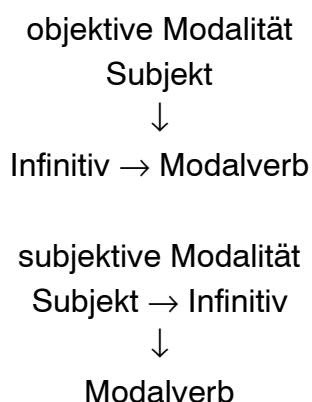 objektive Modalität
Subjekt
↓
Infinitiv → Modalverb
subjektive Modalität
Subjekt → Infinitiv
↓
Modalverb